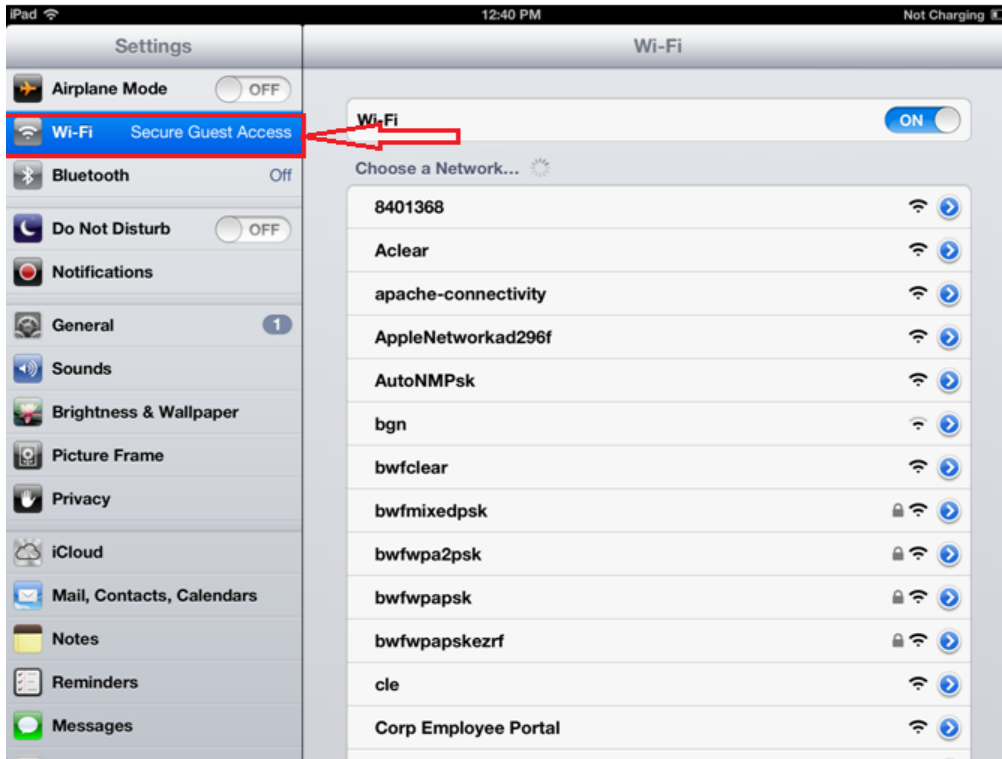 iPad 12:40 PM Not Charging
Settings
Airplane Mode OFF
Wi-Fi Secure Guest Access
Bluetooth Off
Do Not Disturb OFF
Notifications
General 1
Sounds
Brightness & Wallpaper
Picture Frame
Privacy
iCloud
Mail, Contacts, Calendars
Notes
Reminders
Messages
Wi-Fi
Wi-Fi ON
Choose a Network...
8401368
Aclear
apache-connectivity
AppleNetworkad296f
AutoNMPsk
bgn
bwfclear
bwfmixedpsk
bwfwpa2psk
bwfwpapsk
bwfwpapskezrf
cle
Corp Employee Portal